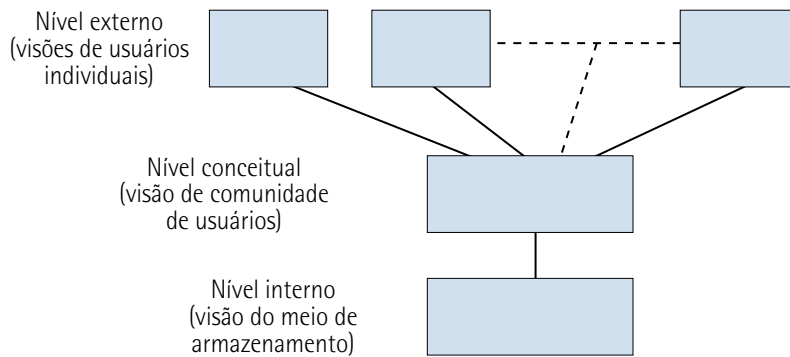 Nível externo
(visões de usuários
individuais)
Nível conceitual
(visão de comunidade
de usuários)
Nível interno
(visão do meio de
armazenamento)